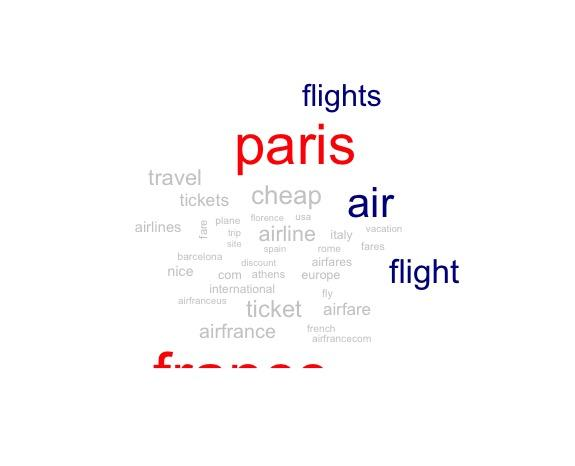 flights
paris
travel
cheap
tickets
air
plane
florence
usa
airlines
fare
trip
airline
italy
vacation
site
spain
rome
fares
barcelona
discount
airfares
flight
nice
com
athens
europe
international
fly
airfranceus
ticket
airfare
airfrance
french
airfrancecom
france